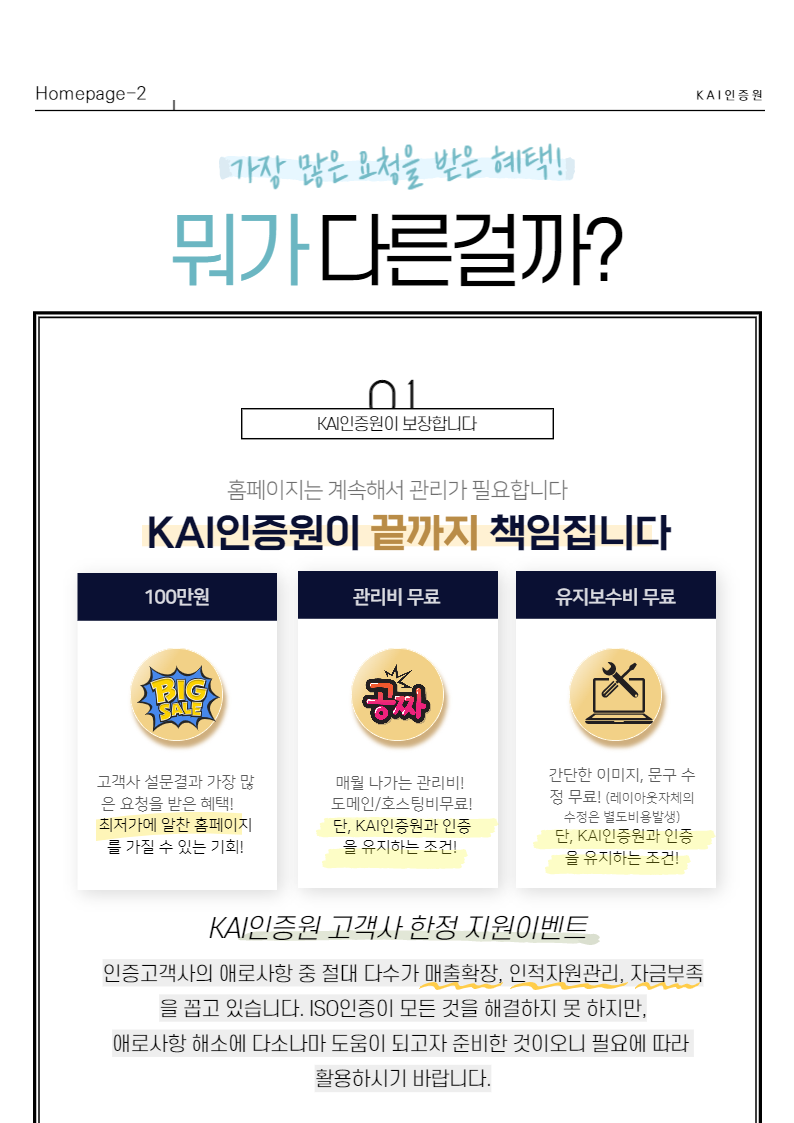 Homepage-2
KAI인증원
가장 많은 요청을 받은 혜택!
뭐가 다른걸까?
01
KAI인증원이 보장합니다
홈페이지는 계속해서 관리가 필요합니다
KAI인증원이 끝까지 책임집니다
100만원
BIG
SALE
고객사 설문결과 가장 많
은 요청을 받은 혜택!
최저가에 알찬 홈페이지
를 가질 수 있는 기회!
관리비 무료
공짜
매월 나가는 관리비!
도메인/호스팅비무료!
단, KAI인증원과 인증
을 유지하는 조건!
유지보수비 무료
간단한 이미지, 문구 수
정 무료! (레이아웃자체의
수정은 별도비용발생)
단, KAI인증원과 인증
을 유지하는 조건!
KAI인증원 고객사 한정 지원이벤트
인증고객사의 애로사항 중 절대 다수가 매출확장, 인적자원관리, 자금부족
을 꼽고 있습니다. ISO인증이 모든 것을 해결하지 못 하지만,
애로사항 해소에 다소나마 도움이 되고자 준비한 것이오니 필요에 따라
활용하시기 바랍니다.